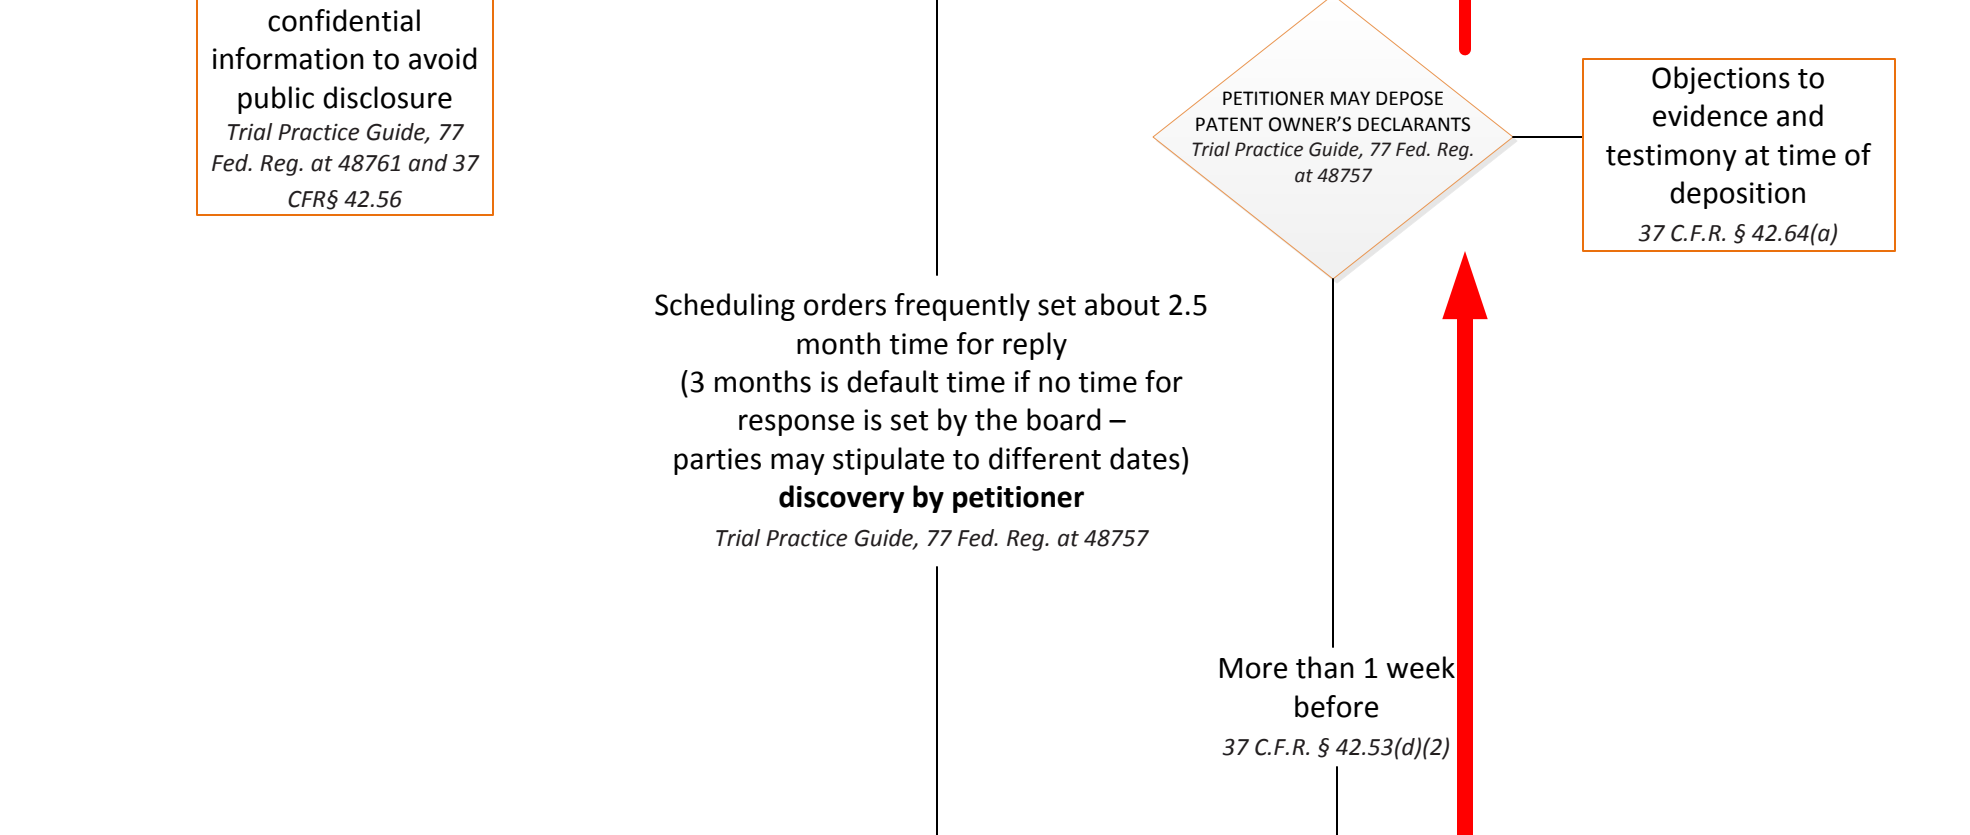 confidential
information to avoid
public disclosure
Trial Practice Guide, 77
Fed. Reg. at 48761 and 37
CFR§ 42.56
PETITIONER MAY DEPOSE
PATENT OWNER’S DECLARANTS
Trial Practice Guide, 77 Fed. Reg.
at 48757
Objections to
evidence and
testimony at time of
deposition
37 C.F.R. § 42.64(a)
Scheduling orders frequently set about 2.5
month time for reply
(3 months is default time if no time for
response is set by the board –
parties may stipulate to different dates)
discovery by petitioner
Trial Practice Guide, 77 Fed. Reg. at 48757
More than 1 week
before
37 C.F.R. § 42.53(d)(2)